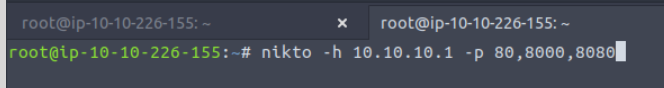 root@ip-10-10-226-155: ~ × root@ip-10-10-226-155: ~
root@ip-10-10-226-155:~# nikto -h 10.10.10.1 -p 80,8000,8080